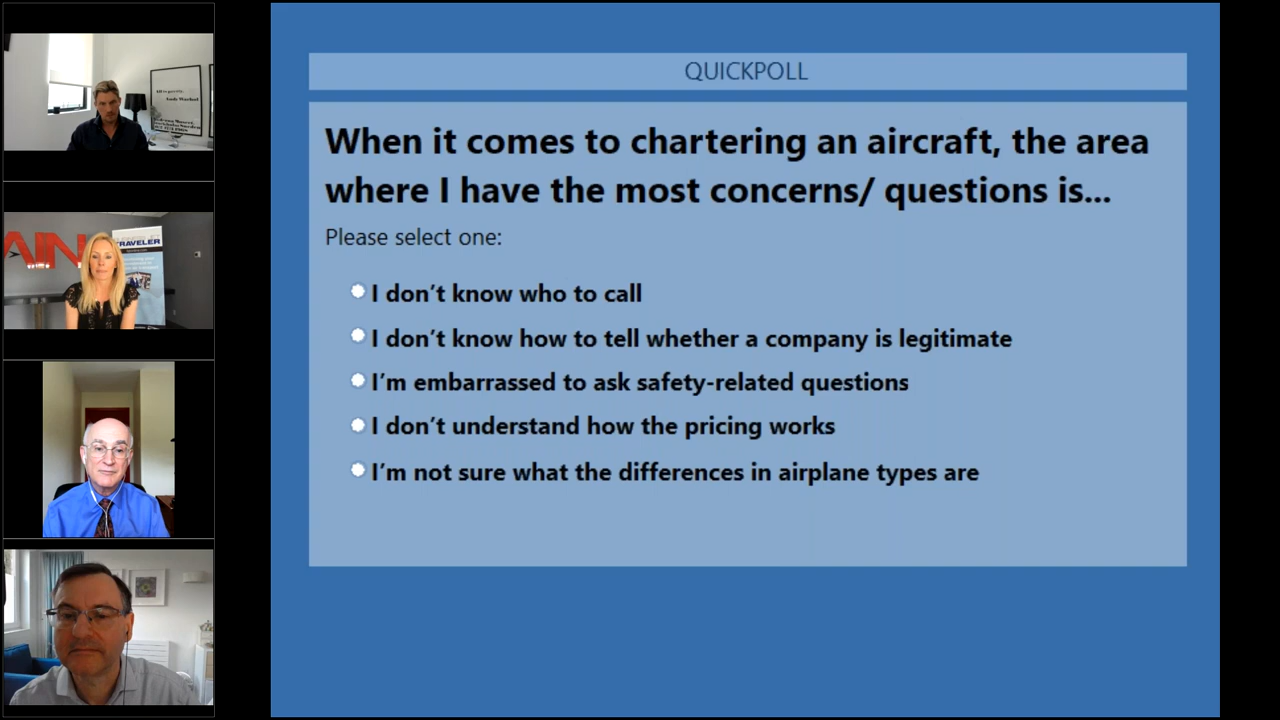 AIN
TRAVELER
QUICKPOLL
When it comes to chartering an aircraft, the area
where I have the most concerns/ questions is...
Please select one:
I don’t know who to call
I don’t know how to tell whether a company is legitimate
I’m embarrassed to ask safety-related questions
I don’t understand how the pricing works
I’m not sure what the differences in airplane types are